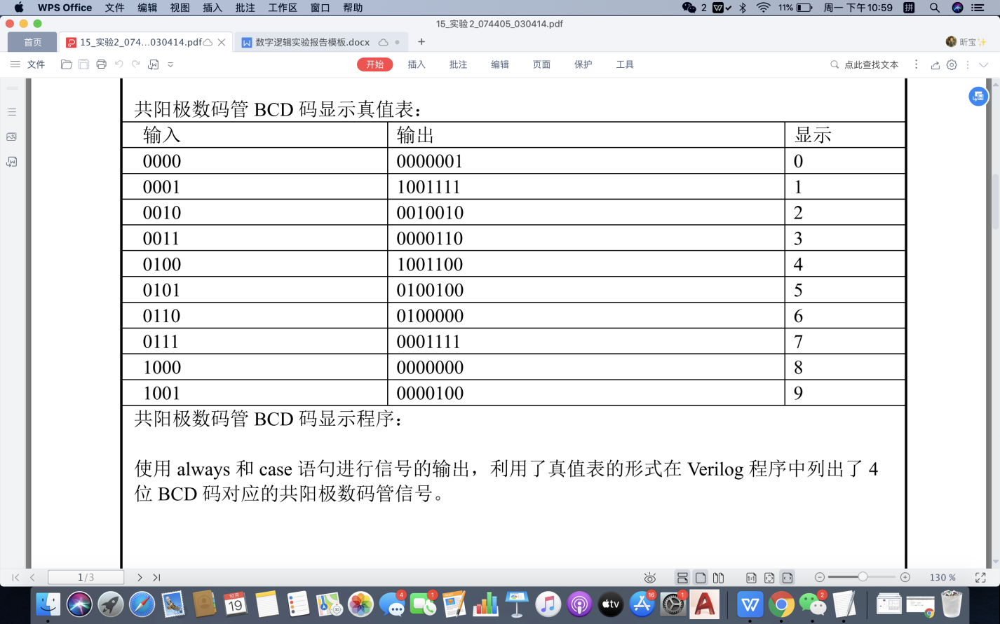 WPS Office 文件 编辑 视图 插入 批注 工作区 窗口 帮助 2 11% 周一 下午10:59 拼
15_实验2_074405_030414.pdf
首页 15_实验2_074...030414.pdf 数字逻辑实验报告模板.docx + 昕宝
文件 开始 插入 批注 编辑 页面 保护 工具 点此查找文本
共阳极数码管 BCD 码显示真值表：
输入 输出 显示
0000 0000001 0
0001 1001111 1
0010 0010010 2
0011 0000110 3
0100 1001100 4
0101 0100100 5
0110 0100000 6
0111 0001111 7
1000 0000000 8
1001 0000100 9
共阳极数码管 BCD 码显示程序：
使用 always 和 case 语句进行信号的输出，利用了真值表的形式在 Verilog 程序中列出了 4
位 BCD 码对应的共阳极数码管信号。
1/3 130 %
10月 19 4 1 tv 16 1 2